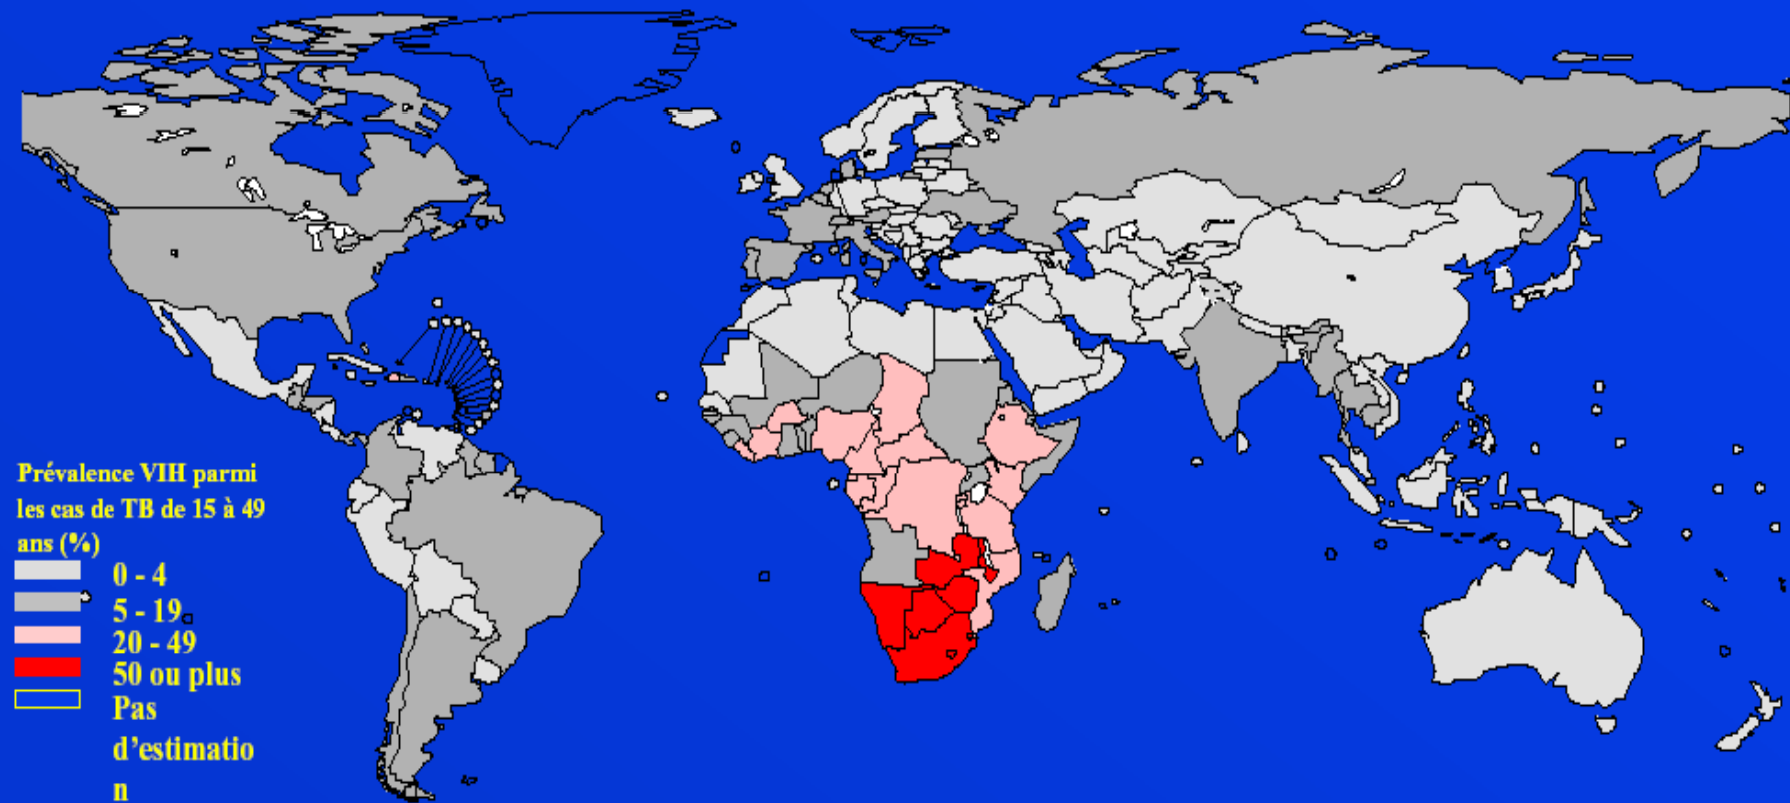 Prévalence VIH parmi
les cas de TB de 15 à 49
ans (%)
0 - 4
5 - 19
20 - 49
50 ou plus
Pas
d’estimatio
n